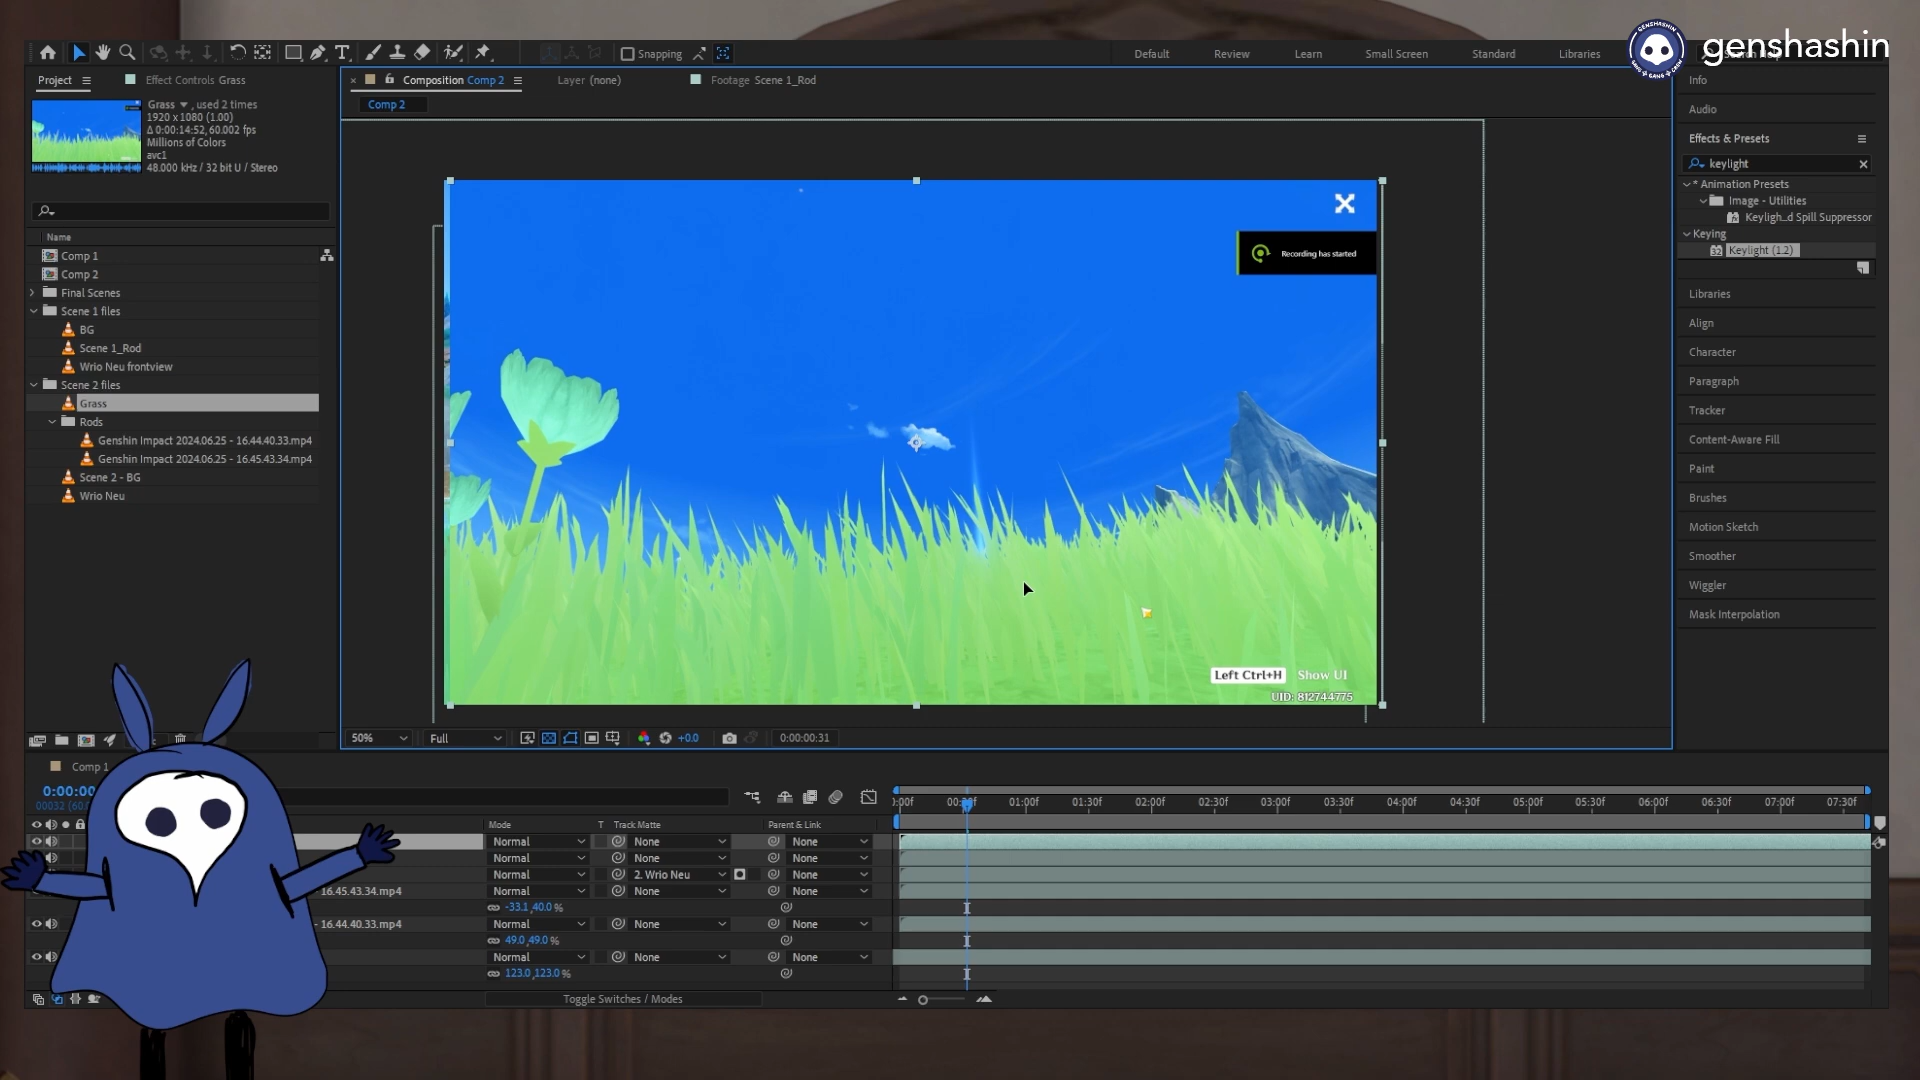 genshashin
Snapping
Default
Review
Learn
Small Screen
Standard
Libraries
Project
Effect Controls Grass
Composition Comp 2
Layer (none)
Footage Scene 1_Rod
Comp 2
Grass , used 2 times
1920 x 1080 (1.00)
Δ 0:00:14:52, 60.002 fps
Millions of Colors
avc1
48.000 kHz / 32 bit U / Stereo
Name
Comp 1
Comp 2
Final Scenes
Scene 1 files
BG
Scene 1_Rod
Wrio Neu frontview
Scene 2 files
Grass
Rods
Genshin Impact 2024.06.25 - 16.44.40.33.mp4
Genshin Impact 2024.06.25 - 16.45.43.34.mp4
Scene 2 - BG
Wrio Neu
Recording has started
Left Ctrl+H Show UI
UID: 812744775
50%
Full
+0.0
0:00:00:31
Info
Audio
Effects & Presets
keylight
* Animation Presets
Image - Utilities
Keyligh...d Spill Suppressor
Keying
32
Keylight (1.2)
Libraries
Align
Character
Paragraph
Tracker
Content-Aware Fill
Paint
Brushes
Motion Sketch
Smoother
Wiggler
Mask Interpolation
Comp 1
0:00:00
Mode
T
Track Matte
Parent & Link
:00f
01:00f
01:30f
02:00f
02:30f
03:00f
03:30f
04:00f
04:30f
05:00f
05:30f
06:00f
06:30f
07:00f
07:30f
Normal None None
Normal None None
Normal 2. Wrio Neu None
- 16.45.43.34.mp4 Normal None None
-33.1,40.0 %
- 16.44.40.33.mp4 Normal None None
49.0,49.0 %
Normal None None
123.0,123.0 %
Toggle Switches / Modes